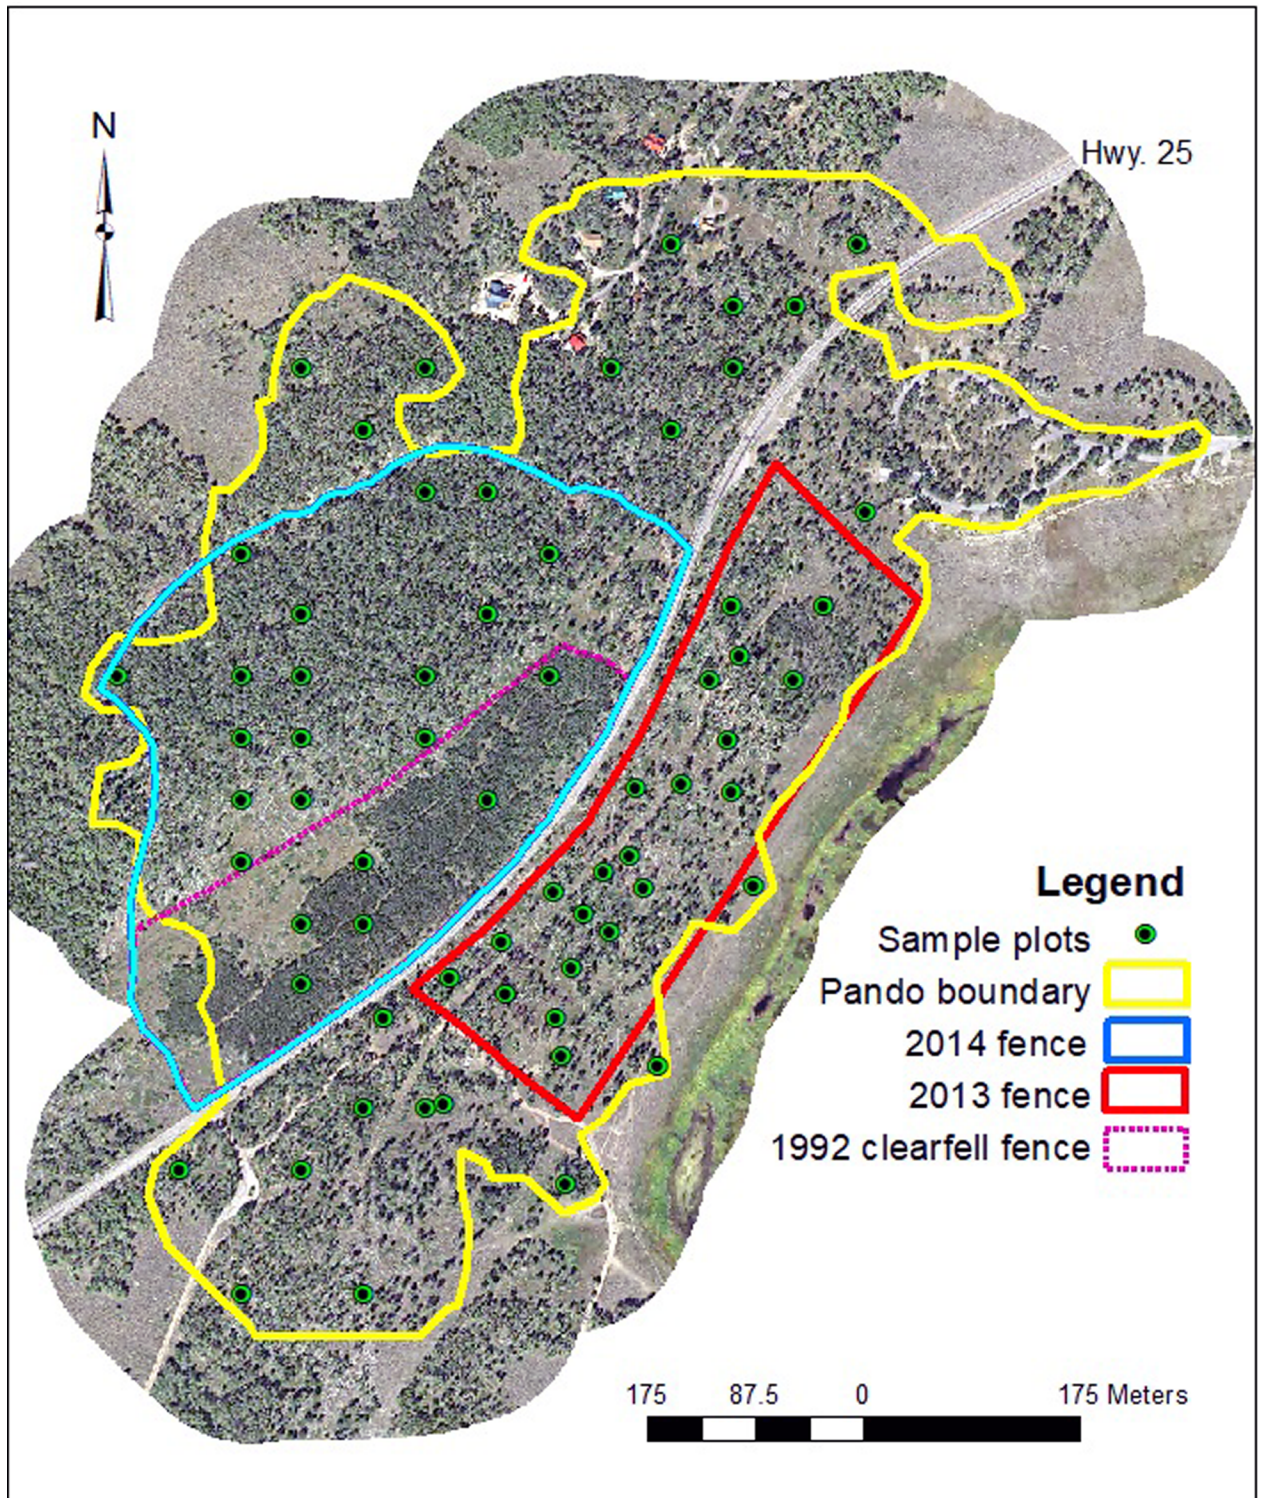 N
Hwy. 25
Legend
Sample plots
Pando boundary
2014 fence
2013 fence
1992 clearfell fence
175 87.5 0 175 Meters